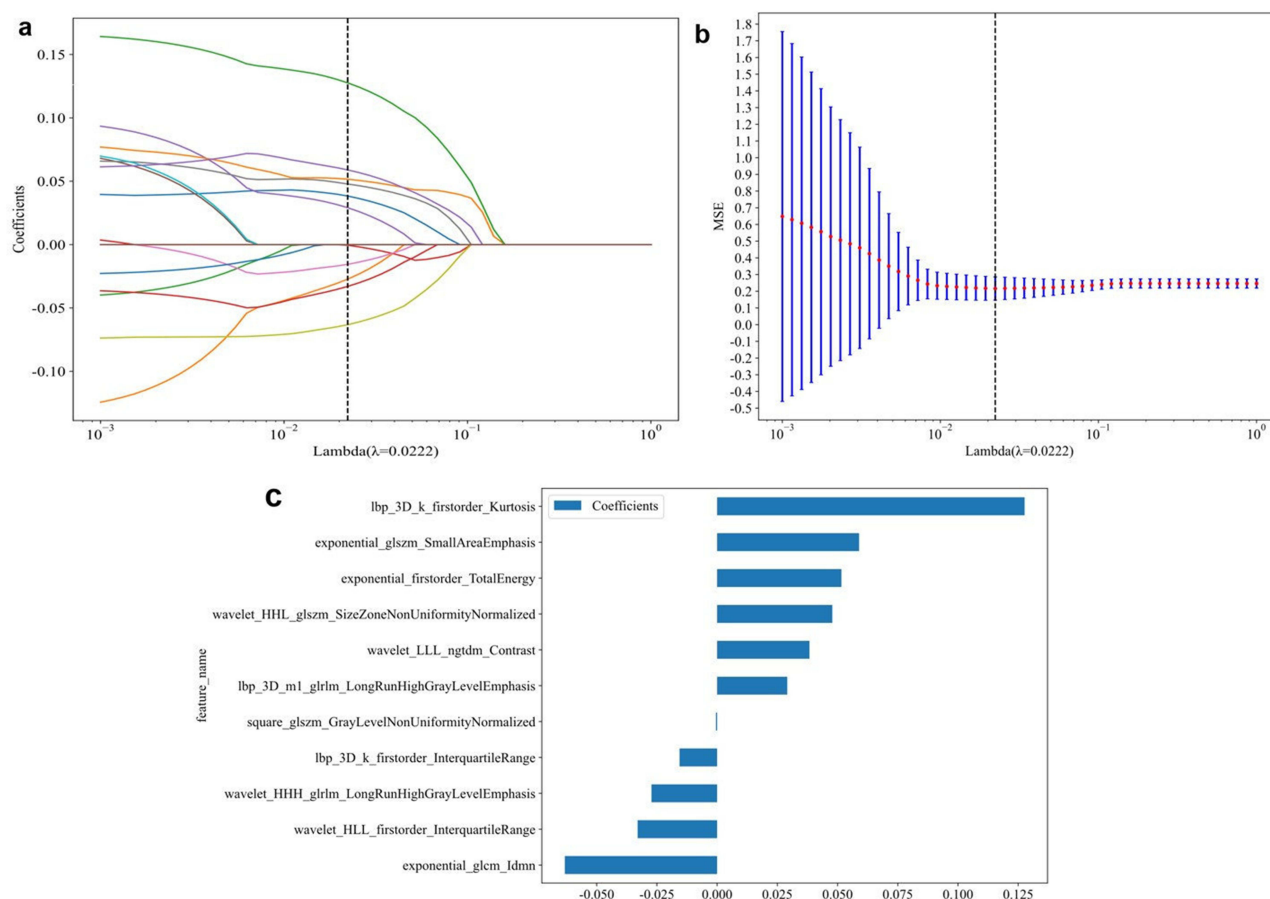 a
0.15
0.10
0.05
0.00
-0.05
-0.10
Coefficients
10⁻³
10⁻²
10⁻¹
10⁰
Lambda(λ=0.0222)
b
1.8
1.7
1.6
1.5
1.4
1.3
1.2
1.1
1.0
0.9
0.8
0.7
0.6
0.5
0.4
0.3
0.2
0.1
0.0
-0.1
-0.2
-0.3
-0.4
-0.5
MSE
10⁻³
10⁻²
10⁻¹
10⁰
Lambda(λ=0.0222)
c
Coefficients
feature_name
lbp_3D_k_firstorder_Kurtosis
exponential_glszm_SmallAreaEmphasis
exponential_firstorder_TotalEnergy
wavelet_HHL_glszm_SizeZoneNonUniformityNormalized
wavelet_LLL_ngtdm_Contrast
lbp_3D_m1_glrlm_LongRunHighGrayLevelEmphasis
square_glszm_GrayLevelNonUniformityNormalized
lbp_3D_k_firstorder_InterquartileRange
wavelet_HHH_glrlm_LongRunHighGrayLevelEmphasis
wavelet_HLL_firstorder_InterquartileRange
exponential_glcm_Idmn
-0.050 -0.025 0.000 0.025 0.050 0.075 0.100 0.125